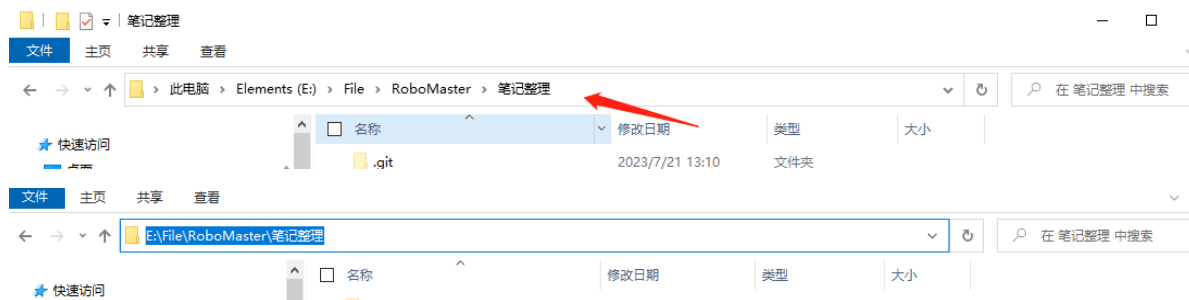 笔记整理
文件 主页 共享 查看
此电脑 > Elements (E:) > File > RoboMaster > 笔记整理 在 笔记整理 中搜索
名称 修改日期 类型 大小
快速访问
.git 2023/7/21 13:10 文件夹
桌面
文件 主页 共享 查看
E:\File\RoboMaster\笔记整理 在 笔记整理 中搜索
名称 修改日期 类型 大小
快速访问